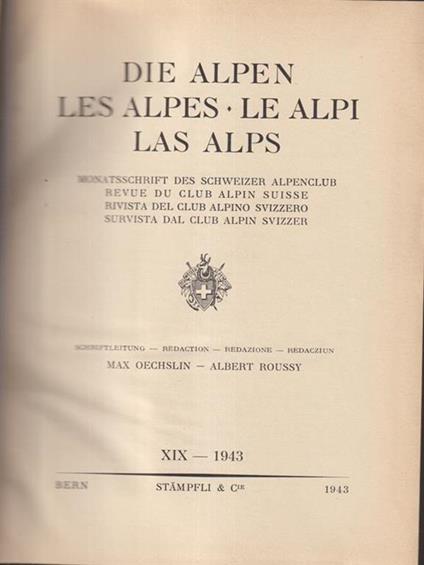 DIE ALPEN
LES ALPES · LE ALPI
LAS ALPS
MONATSSCHRIFT DES SCHWEIZER ALPENCLUB
REVUE DU CLUB ALPIN SUISSE
RIVISTA DEL CLUB ALPINO SVIZZERO
SURVISTA DAL CLUB ALPIN SVIZZER
SCHRIFTLEITUNG — RÉDACTION — REDAZIONE — REDACZIUN
MAX OECHSLIN — ALBERT ROUSSY
XIX — 1943
BERN STÄMPFLI & CIE 1943